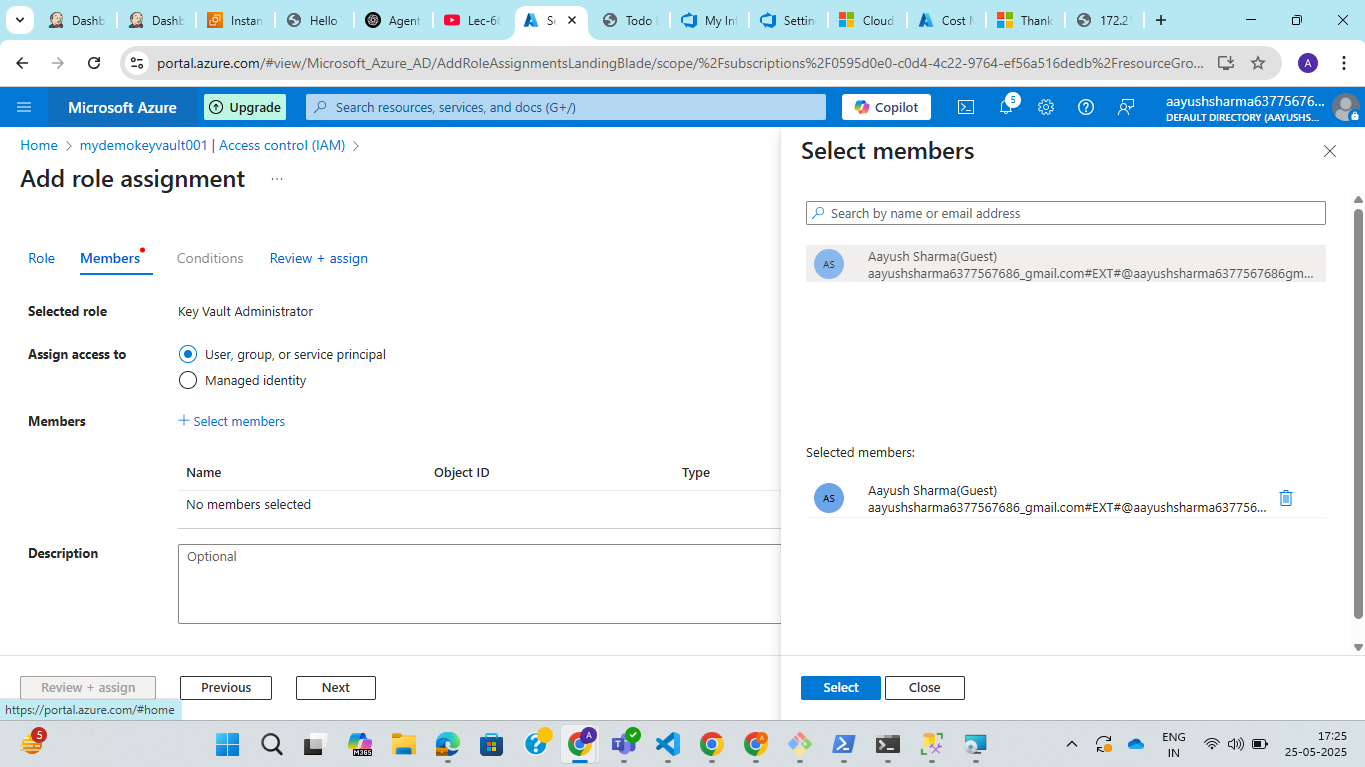 Dashb
Dashb
Instan
Hello
Agent
Lec-66
Se
Todo
My In
Settin
Cloud
Cost M
Thank
172.21
portal.azure.com/#view/Microsoft_Azure_AD/AddRoleAssignmentsLandingBlade/scope/%2Fsubscriptions%2F0595d0e0-c0d4-4c22-9764-ef56a516dedb%2FresourceGro...
A
Microsoft Azure
Upgrade
Search resources, services, and docs (G+/)
Copilot
5
aayushsharma63775676...
DEFAULT DIRECTORY (AAYUSHS...
Home > mydemokeyvault001 | Access control (IAM) >
Add role assignment ...
Role
Members
Conditions
Review + assign
Selected role
Key Vault Administrator
Assign access to
User, group, or service principal
Managed identity
Members
+ Select members
Name
Object ID
Type
No members selected
Description
Optional
Review + assign
Previous
Next
https://portal.azure.com/#home
Select members
Search by name or email address
AS
Aayush Sharma(Guest)
aayushsharma6377567686_gmail.com#EXT#@aayushsharma6377567686gm...
Selected members:
AS
Aayush Sharma(Guest)
aayushsharma6377567686_gmail.com#EXT#@aayushsharma637756...
Select
Close
5
M365
A
ENG
IN
17:25
25-05-2025